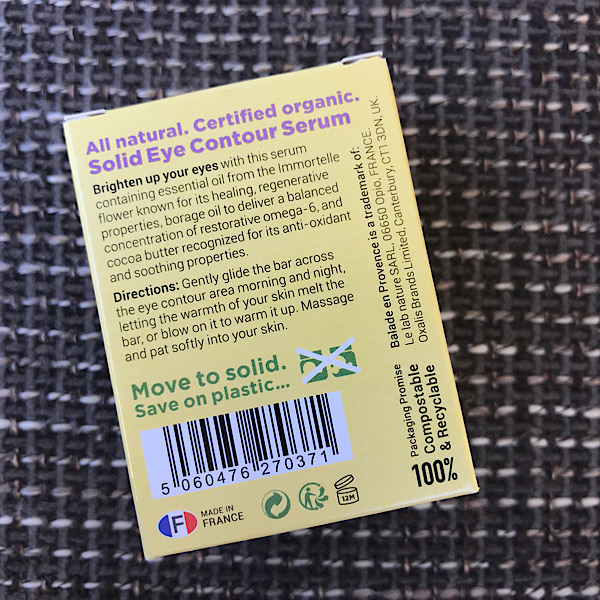 All natural. Certified organic.
Solid Eye Contour Serum
Brighten up your eyes with this serum
containing essential oil from the Immortelle
flower known for its healing, regenerative
properties, borage oil to deliver a balanced
concentration of restorative omega-6, and
cocoa butter recognized for its anti-oxidant
and soothing properties.
Directions: Gently glide the bar across
the eye contour area morning and night,
letting the warmth of your skin melt the
bar, or blow on it to warm it up. Massage
and pat softly into your skin.
Move to solid.
Save on plastic...
5 060476 270371
F
MADE IN
FRANCE
12M
Balade en Provence is a trademark of:
Le lab nature SARL, 06650 Opio, FRANCE.
Oxalis Brands Limited, Canterbury, CT1 3DN, UK.
Packaging Promise
Compostable
& Recyclable
100%